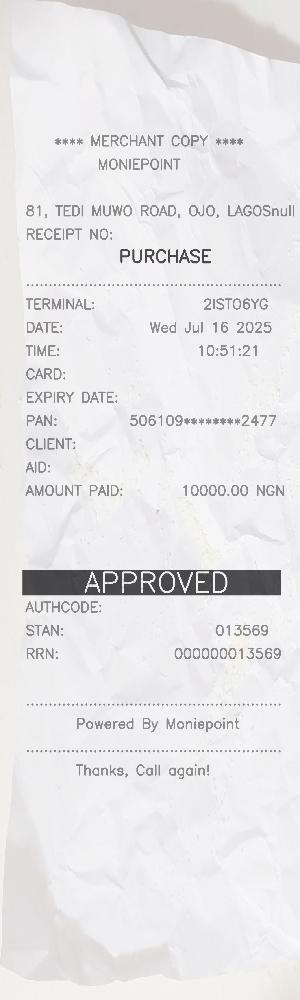 **** MERCHANT COPY ****
MONIEPOINT
81, TEDI MUWO ROAD, OJO, LAGOSnull
RECEIPT NO:
PURCHASE
TERMINAL: 2ISTO6YG
DATE: Wed Jul 16 2025
TIME: 10:51:21
CARD:
EXPIRY DATE:
PAN: 506109********2477
CLIENT:
AID:
AMOUNT PAID: 10000.00 NGN
APPROVED
AUTHCODE:
STAN: 013569
RRN: 000000013569
Powered By Moniepoint
Thanks, Call again!